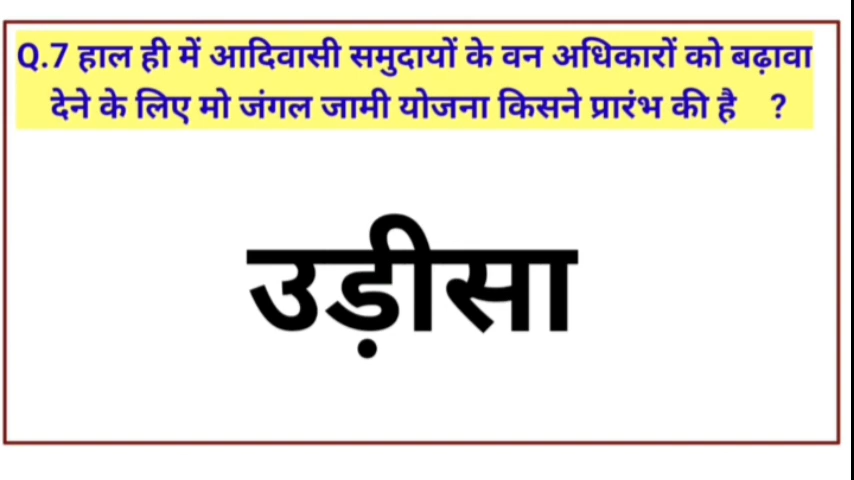 Q.7 हाल ही में आदिवासी समुदायों के वन अधिकारों को बढ़ावा
देने के लिए मो जंगल जामी योजना किसने प्रारंभ की है ?
उड़ीसा